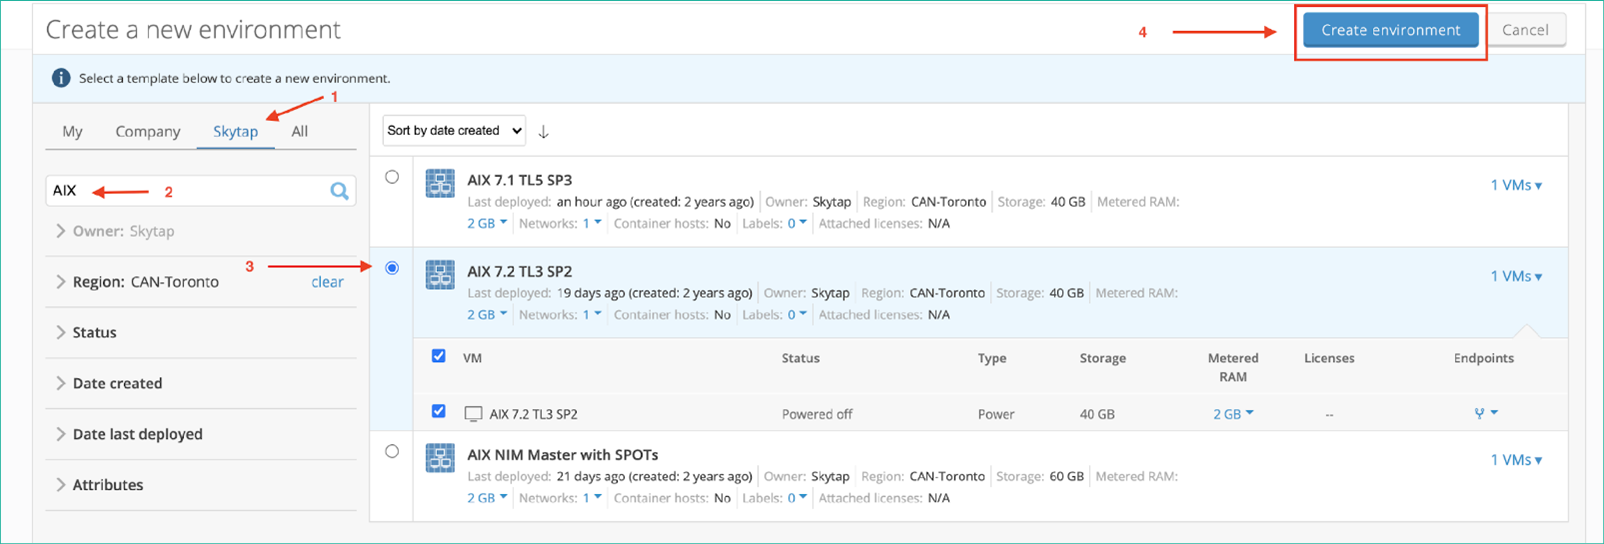 Create a new environment
4
Create environment
Cancel
Select a template below to create a new environment.
1
My Company Skytap All
Sort by date created
AIX
2
Owner: Skytap
3
Region: CAN-Toronto clear
Status
Date created
Date last deployed
Attributes
AIX 7.1 TL5 SP3
1 VMs
Last deployed: an hour ago (created: 2 years ago) Owner: Skytap Region: CAN-Toronto Storage: 40 GB Metered RAM:
2 GB Networks: 1 Container hosts: No Labels: 0 Attached licenses: N/A
AIX 7.2 TL3 SP2
1 VMs
Last deployed: 19 days ago (created: 2 years ago) Owner: Skytap Region: CAN-Toronto Storage: 40 GB Metered RAM:
2 GB Networks: 1 Container hosts: No Labels: 0 Attached licenses: N/A
VM Status Type Storage Metered RAM Licenses Endpoints
AIX 7.2 TL3 SP2 Powered off Power 40 GB 2 GB --
AIX NIM Master with SPOTs
1 VMs
Last deployed: 21 days ago (created: 2 years ago) Owner: Skytap Region: CAN-Toronto Storage: 60 GB Metered RAM:
2 GB Networks: 1 Container hosts: No Labels: 0 Attached licenses: N/A